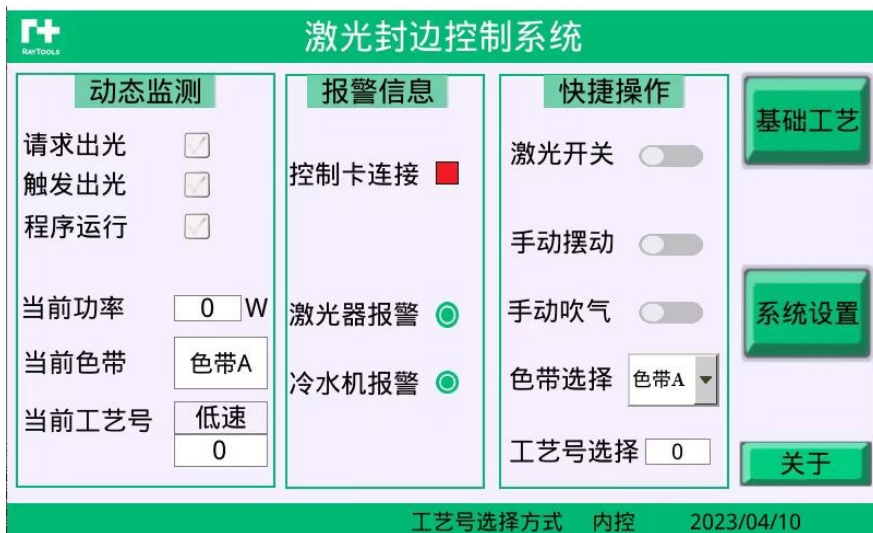 RAYTOOLS
激光封边控制系统
动态监测
请求出光
触发出光
程序运行
当前功率 0 W
当前色带 色带A
当前工艺号 低速
0
报警信息
控制卡连接
激光器报警
冷水机报警
快捷操作
激光开关
手动摆动
手动吹气
色带选择 色带A
工艺号选择 0
基础工艺
系统设置
关于
工艺号选择方式 内控 2023/04/10